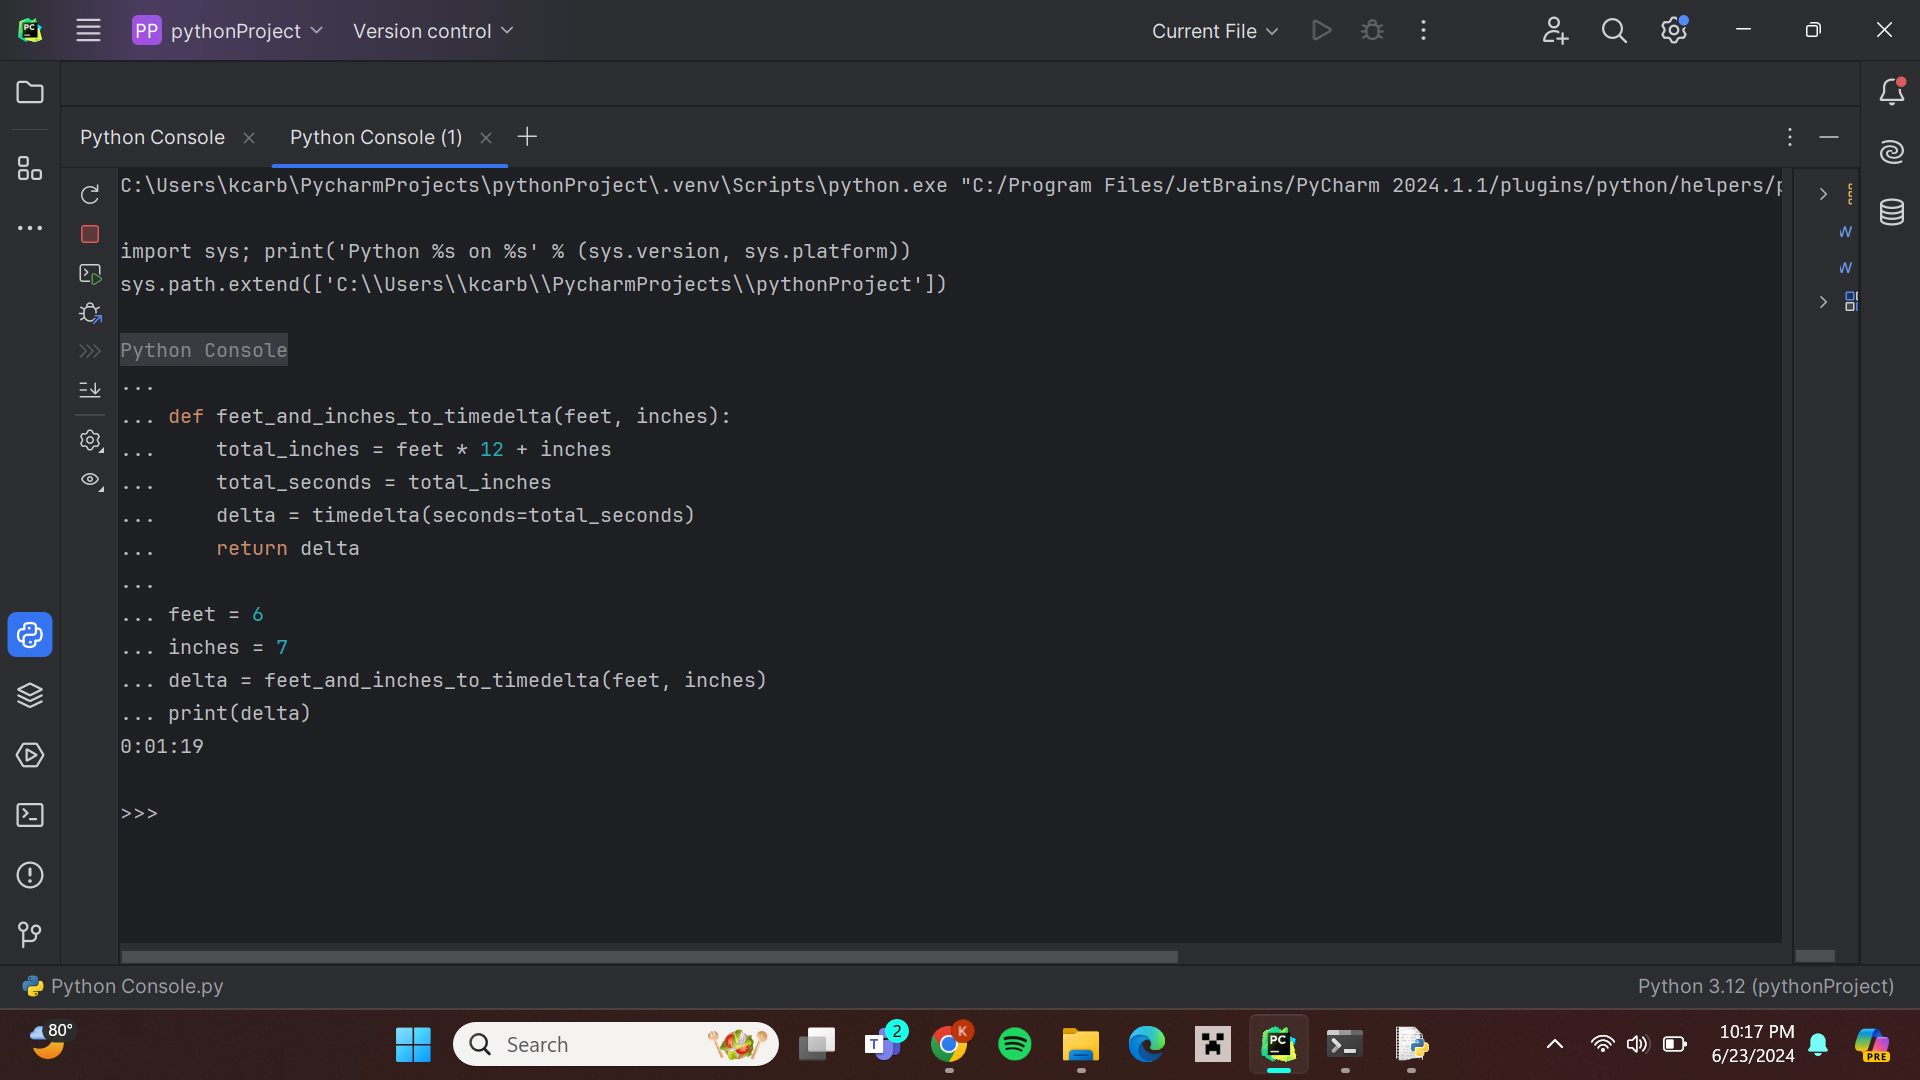 PC
PP pythonProject
Version control
Current File
Python Console
Python Console (1)
C:\Users\kcarb\PycharmProjects\pythonProject\.venv\Scripts\python.exe "C:/Program Files/JetBrains/PyCharm 2024.1.1/plugins/python/helpers/p
import sys; print('Python %s on %s' % (sys.version, sys.platform))
sys.path.extend(['C:\\Users\\kcarb\\PycharmProjects\\pythonProject'])
Python Console
...
... def feet_and_inches_to_timedelta(feet, inches):
...     total_inches = feet * 12 + inches
...     total_seconds = total_inches
...     delta = timedelta(seconds=total_seconds)
...     return delta
...
... feet = 6
... inches = 7
... delta = feet_and_inches_to_timedelta(feet, inches)
... print(delta)
0:01:19
>>>
Python Console.py
Python 3.12 (pythonProject)
80°
Search
T 2
K
PC
10:17 PM
6/23/2024
PRE